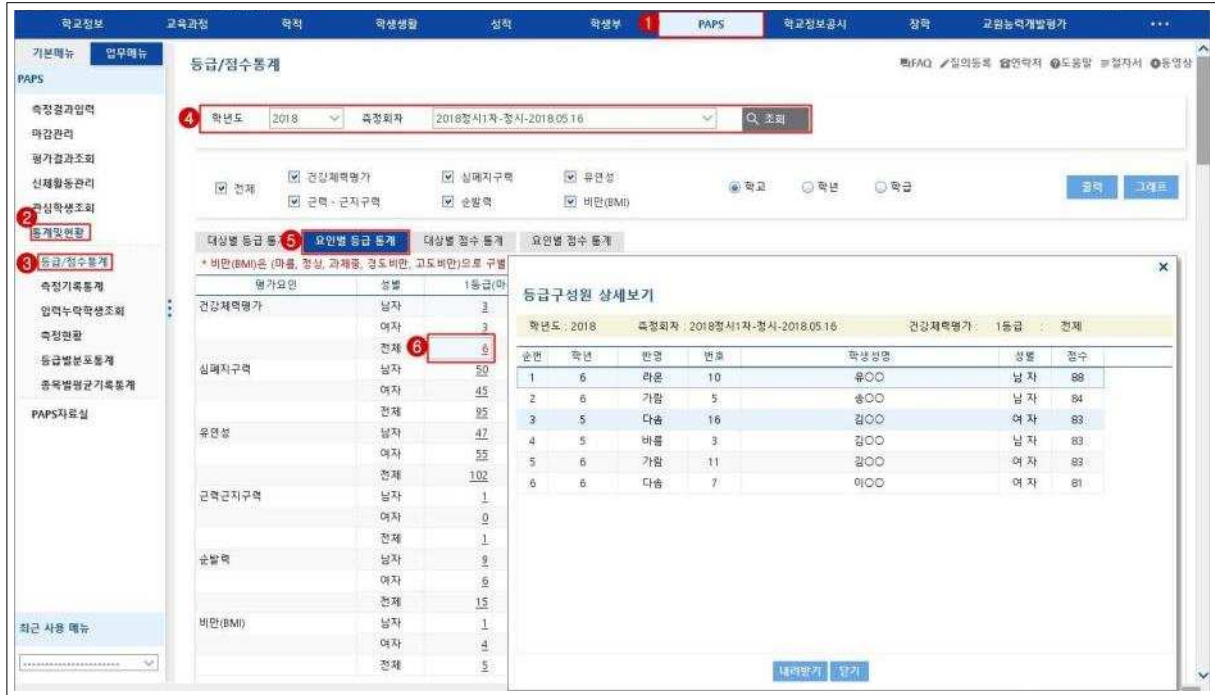 학교정보 교육과정 학적 학생생활 성적 학생부 1 PAPS 학교정보공시 장학 교원능력개발평가 •••
기본메뉴 업무메뉴
PAPS
측정결과입력
마감관리
평가결과조회
신체활동관리
관심학생조회
2
통계및현황
3 등급/점수통계
측정기록통계
입력누락학생조회
측정현황
등급별분포통계
종목별평균기록통계
PAPS자료실
최근 사용 메뉴
등급/점수통계
FAQ 질의등록 연락처 도움말 절차서 동영상
4 학년도 2018 측정회차 2018정시1차-정시-2018.05.16 조회
전체 건강체력평가 심폐지구력 유연성 학교 학년 학급 출력 그래프
근력·근지구력 순발력 비만(BMI)
대상별 등급 통계 5 요인별 등급 통계 대상별 점수 통계 요인별 점수 통계
* 비만(BMI)은 (마름, 정상, 과체중, 경도비만, 고도비만)으로 구별
평가요인 성별 1등급(마
건강체력평가 남자 3
여자 3
전체 6 6
심폐지구력 남자 50
여자 45
전체 95
유연성 남자 47
여자 55
전체 102
근력근지구력 남자 1
여자 0
전체 1
순발력 남자 9
여자 6
전체 15
비만(BMI) 남자 1
여자 4
전체 5
등급구성원 상세보기
학년도 : 2018 측정회차 : 2018정시1차-정시-2018.05.16 건강체력평가 : 1등급 : 전체
순번 학년 반명 번호 학생성명 성별 점수
1 6 라온 10 유○○ 남 자 88
2 6 가람 5 송○○ 남 자 84
3 5 다솜 16 김○○ 여 자 83
4 5 바름 3 김○○ 남 자 83
5 6 가람 11 김○○ 여 자 83
6 6 다솜 7 이○○ 여 자 81
내려받기 닫기